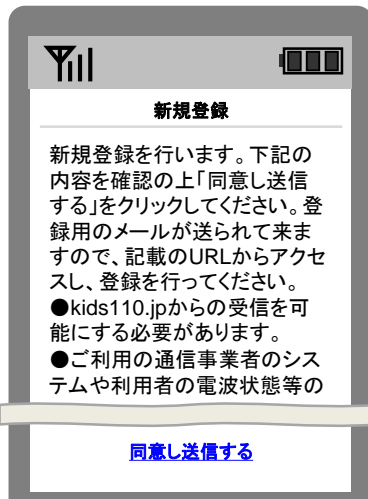 新規登録
新規登録を行います。下記の
内容を確認の上「同意し送信
する」をクリックしてください。登
録用のメールが送られて来ま
すので、記載のURLからアクセ
スし、登録を行ってください。
●kids110.jpからの受信を可
能にする必要があります。
●ご利用の通信事業者のシス
テムや利用者の電波状態等の
同意し送信する